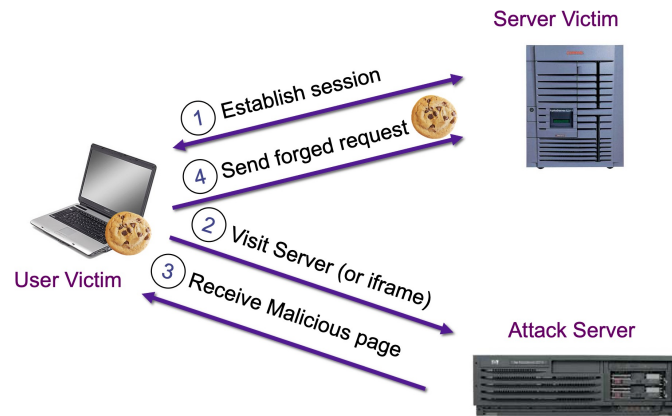 Server Victim
1 Establish session
4 Send forged request
2 Visit Server (or iframe)
3 Receive Malicious page
User Victim
Attack Server